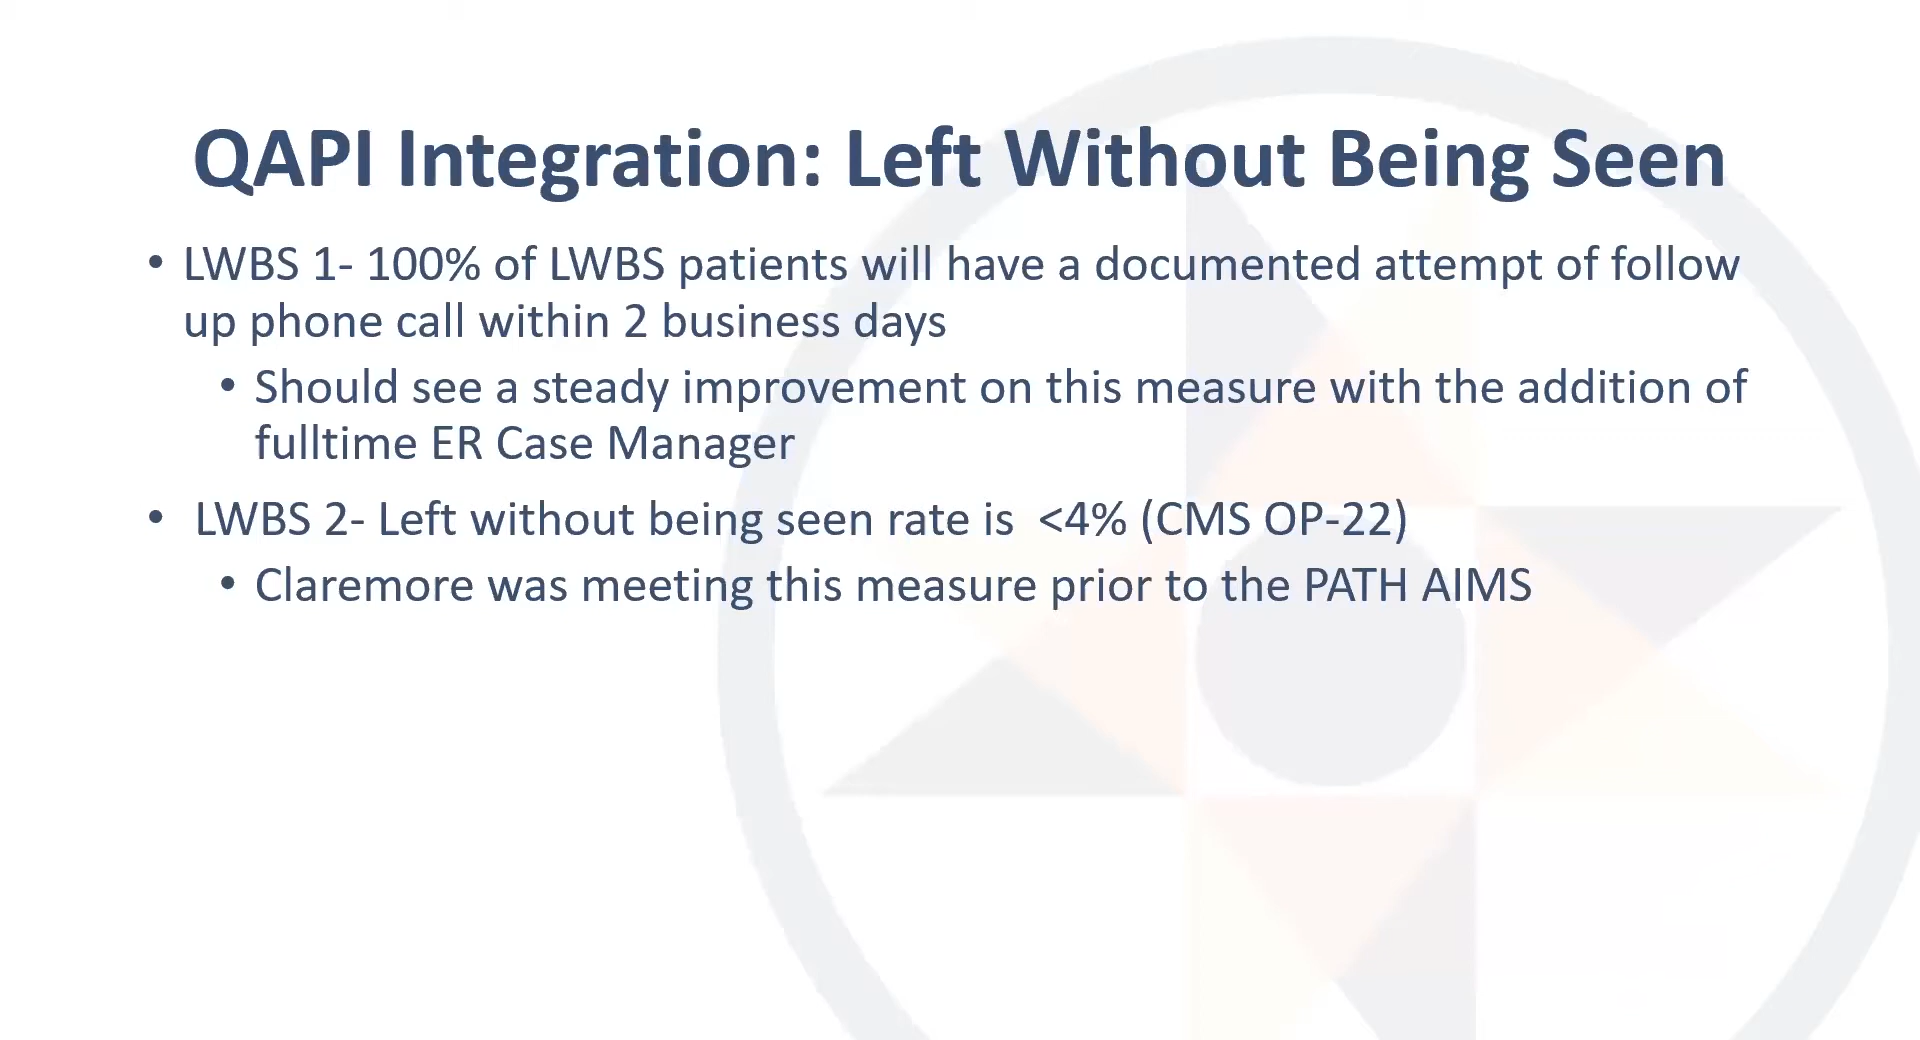 QAPI Integration: Left Without Being Seen
• LWBS 1- 100% of LWBS patients will have a documented attempt of follow
up phone call within 2 business days
• Should see a steady improvement on this measure with the addition of
fulltime ER Case Manager
• LWBS 2- Left without being seen rate is  <4% (CMS OP-22)
• Claremore was meeting this measure prior to the PATH AIMS